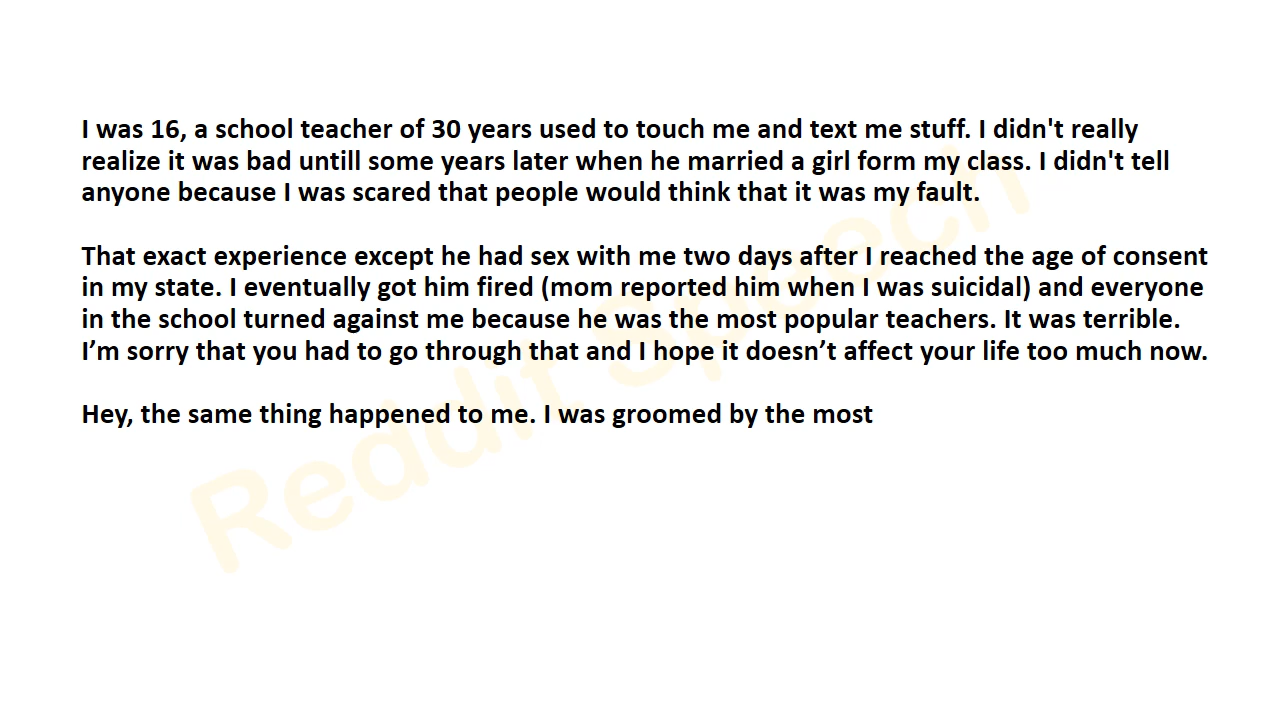 I was 16, a school teacher of 30 years used to touch me and text me stuff. I didn't really
realize it was bad untill some years later when he married a girl form my class. I didn't tell
anyone because I was scared that people would think that it was my fault.
That exact experience except he had sex with me two days after I reached the age of consent
in my state. I eventually got him fired (mom reported him when I was suicidal) and everyone
in the school turned against me because he was the most popular teachers. It was terrible.
I’m sorry that you had to go through that and I hope it doesn’t affect your life too much now.
Hey, the same thing happened to me. I was groomed by the most
Reddit Speech